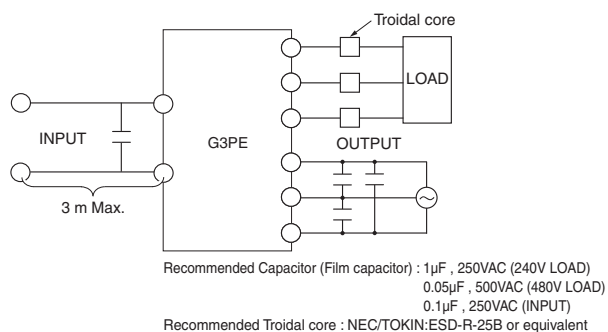 Troidal core
LOAD
INPUT
G3PE
OUTPUT
3 m Max.
Recommended Capacitor (Film capacitor) : 1μF , 250VAC (240V LOAD)
0.05μF , 500VAC (480V LOAD)
0.1μF , 250VAC (INPUT)
Recommended Troidal core : NEC/TOKIN:ESD-R-25B or equivalent